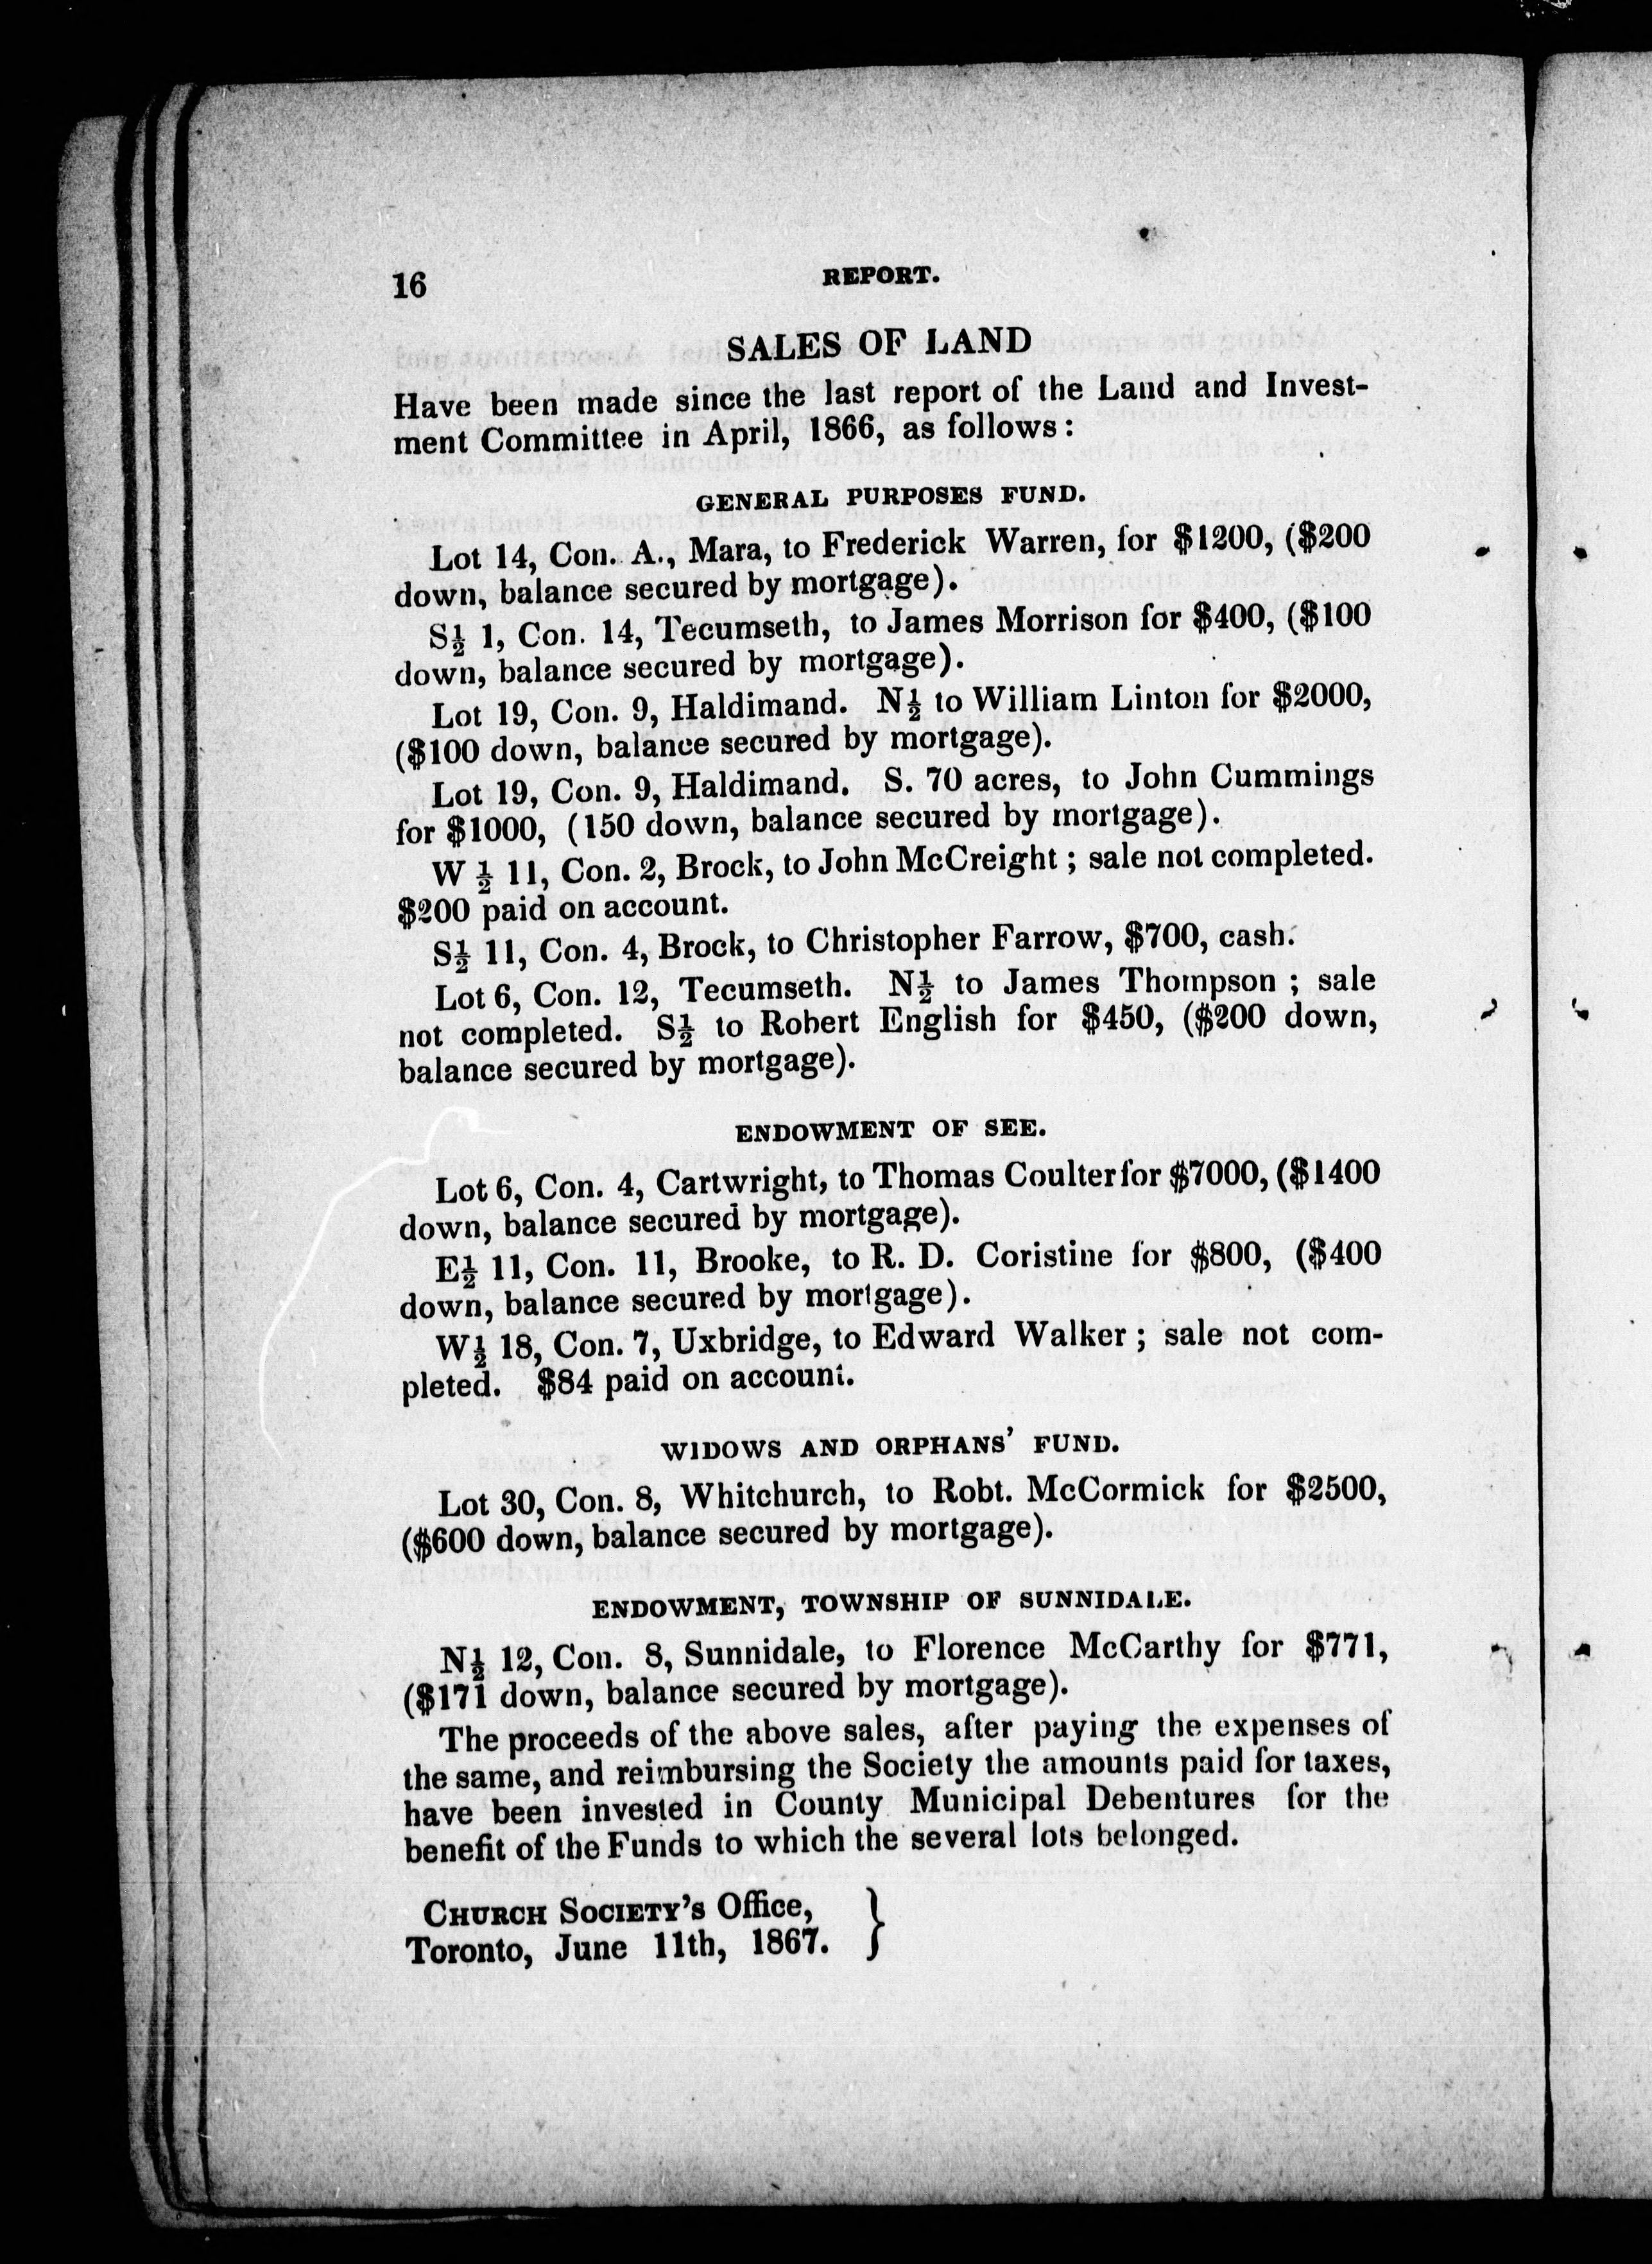 16 REPORT.
SALES OF LAND
Have been made since the last report of the Land and Invest-
ment Committee in April, 1866, as follows:
GENERAL PURPOSES FUND.
Lot 14, Con. A., Mara, to Frederick Warren, for $1200, ($200
down, balance secured by mortgage).
S½ 1, Con. 14, Tecumseth, to James Morrison for $400, ($100
down, balance secured by mortgage).
Lot 19, Con. 9, Haldimand. N½ to William Linton for $2000,
($100 down, balance secured by mortgage).
Lot 19, Con. 9, Haldimand. S. 70 acres, to John Cummings
for $1000, (150 down, balance secured by mortgage).
W ½ 11, Con. 2, Brock, to John McCreight; sale not completed.
$200 paid on account.
S½ 11, Con. 4, Brock, to Christopher Farrow, $700, cash.
Lot 6, Con. 12, Tecumseth. N½ to James Thompson; sale
not completed. S½ to Robert English for $450, ($200 down,
balance secured by mortgage).
ENDOWMENT OF SEE.
Lot 6, Con. 4, Cartwright, to Thomas Coulter for $7000, ($1400
down, balance secured by mortgage).
E½ 11, Con. 11, Brooke, to R. D. Coristine for $800, ($400
down, balance secured by mortgage).
W½ 18, Con. 7, Uxbridge, to Edward Walker; sale not com-
pleted. $84 paid on account.
WIDOWS AND ORPHANS' FUND.
Lot 30, Con. 8, Whitchurch, to Robt. McCormick for $2500,
($600 down, balance secured by mortgage).
ENDOWMENT, TOWNSHIP OF SUNNIDALE.
N½ 12, Con. 8, Sunnidale, to Florence McCarthy for $771,
($171 down, balance secured by mortgage).
The proceeds of the above sales, after paying the expenses of
the same, and reimbursing the Society the amounts paid for taxes,
have been invested in County Municipal Debentures for the
benefit of the Funds to which the several lots belonged.
CHURCH SOCIETY'S Office, }
Toronto, June 11th, 1867.